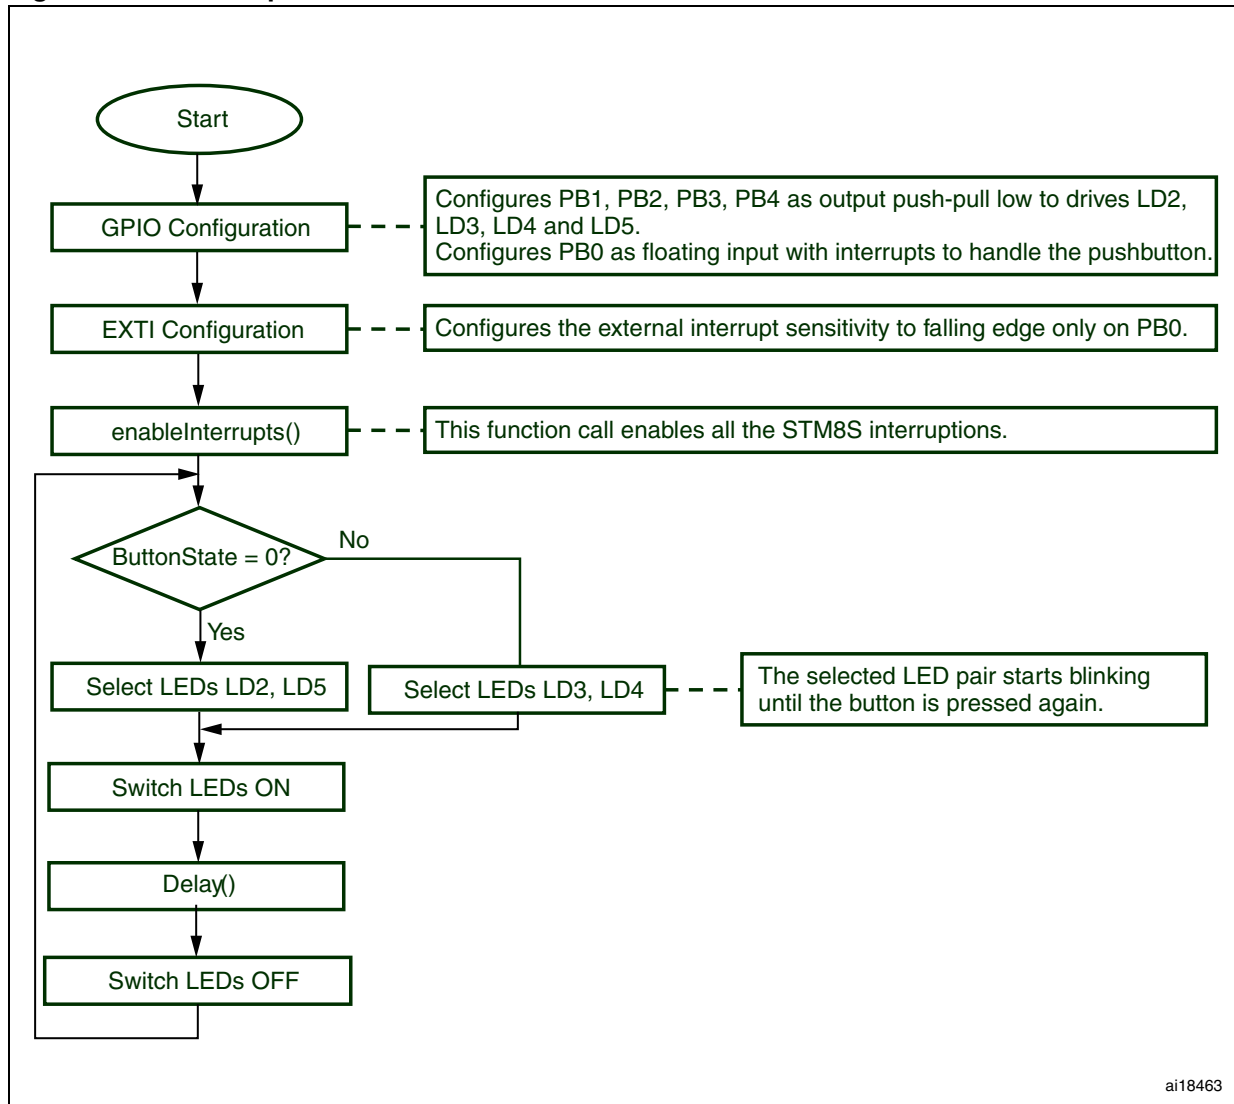 Start
GPIO Configuration
Configures PB1, PB2, PB3, PB4 as output push-pull low to drives LD2,
LD3, LD4 and LD5.
Configures PB0 as floating input with interrupts to handle the pushbutton.
EXTI Configuration
Configures the external interrupt sensitivity to falling edge only on PB0.
enableInterrupts()
This function call enables all the STM8S interruptions.
ButtonState = 0?
No
Yes
Select LEDs LD2, LD5
Select LEDs LD3, LD4
The selected LED pair starts blinking
until the button is pressed again.
Switch LEDs ON
Delay()
Switch LEDs OFF
ai18463